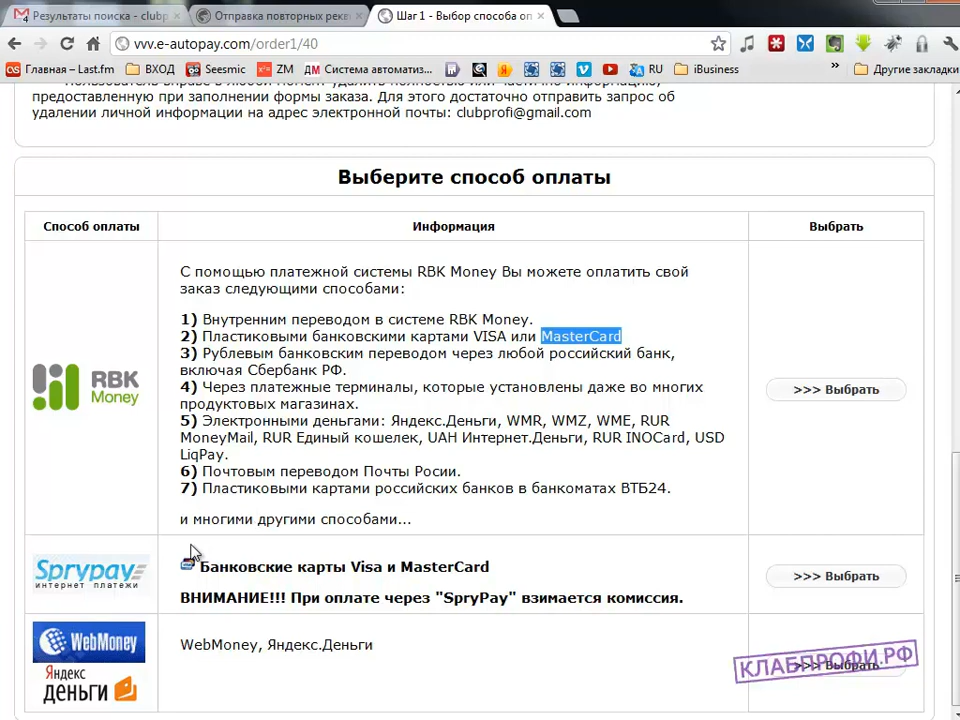 Результаты поиска - clubp
Отправка повторных рекв
Шаг 1 - Выбор способа оп
vvv.e-autopay.com/order1/40
Главная – Last.fm
ВХОД
Seesmic
ZM
Система автоматиз...
RU
iBusiness
Другие закладки
предоставленную при заполнении формы заказа. Для этого достаточно отправить запрос об
удалении личной информации на адрес электронной почты: clubprofi@gmail.com
Выберите способ оплаты
Способ оплаты
Информация
Выбрать
С помощью платежной системы RBK Money Вы можете оплатить свой
заказ следующими способами:
1) Внутренним переводом в системе RBK Money.
2) Пластиковыми банковскими картами VISA или MasterCard
3) Рублевым банковским переводом через любой российский банк,
включая Сбербанк РФ.
4) Через платежные терминалы, которые установлены даже во многих
продуктовых магазинах.
5) Электронными деньгами: Яндекс.Деньги, WMR, WMZ, WME, RUR
MoneyMail, RUR Единый кошелек, UAH Интернет.Деньги, RUR INOCard, USD
LiqPay.
6) Почтовым переводом Почты Росии.
7) Пластиковыми картами российских банков в банкоматах ВТБ24.
и многими другими способами...
RBK
Money
>>> Выбрать
Sprypay
интернет платежи
Банковские карты Visa и MasterCard
ВНИМАНИЕ!!! При оплате через "SpryPay" взимается комиссия.
>>> Выбрать
WebMoney
Яндекс
деньги
WebMoney, Яндекс.Деньги
>>> Выбрать
КЛАБПРОФИ.РФ